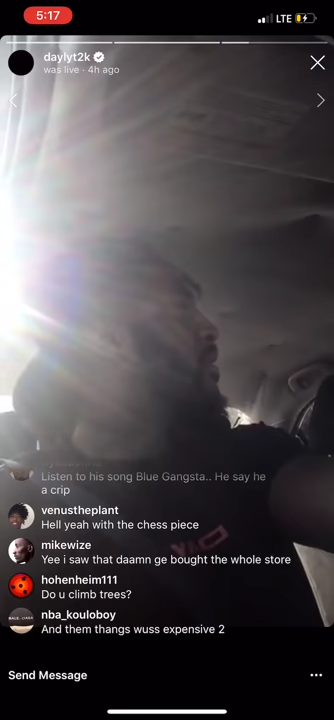 5:17
LTE
daylyt2k
was live · 4h ago
Listen to his song Blue Gangsta.. He say he
a crip
venustheplant
Hell yeah with the chess piece
mikewize
Yee i saw that daamn ge bought the whole store
hohenheim111
Do u climb trees?
nba_kouloboy
And them thangs wuss expensive 2
Send Message